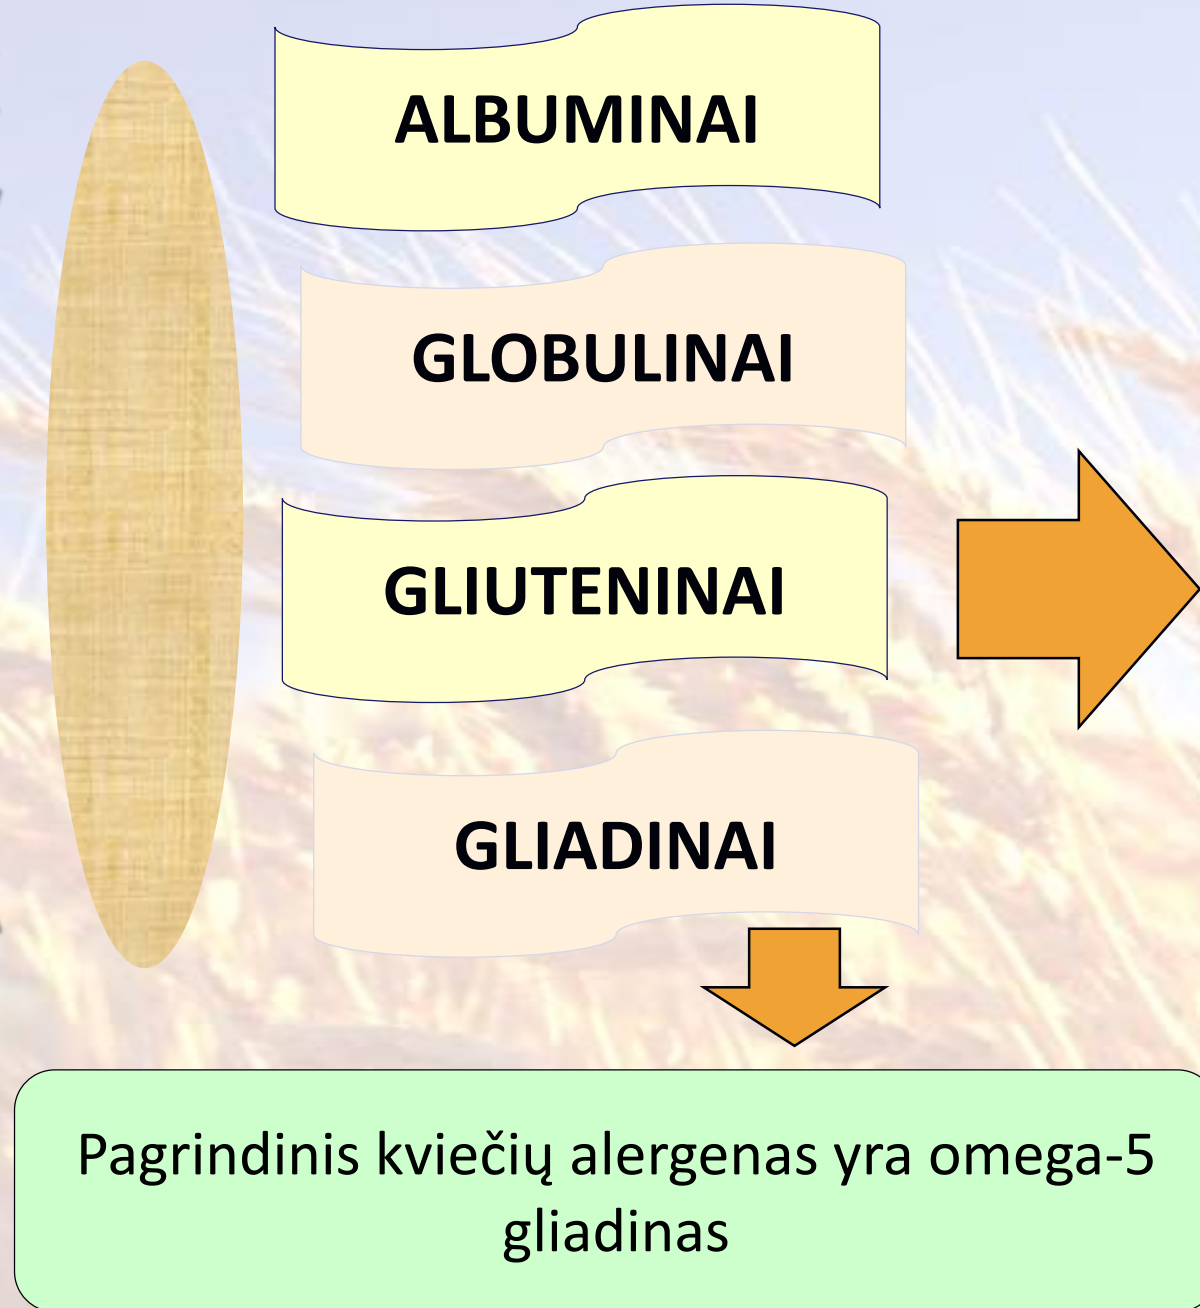 ALBUMINAI
GLOBULINAI
GLIUTENINAI
GLIADINAI
Pagrindinis kviečių alergenas yra omega-5
gliadinas